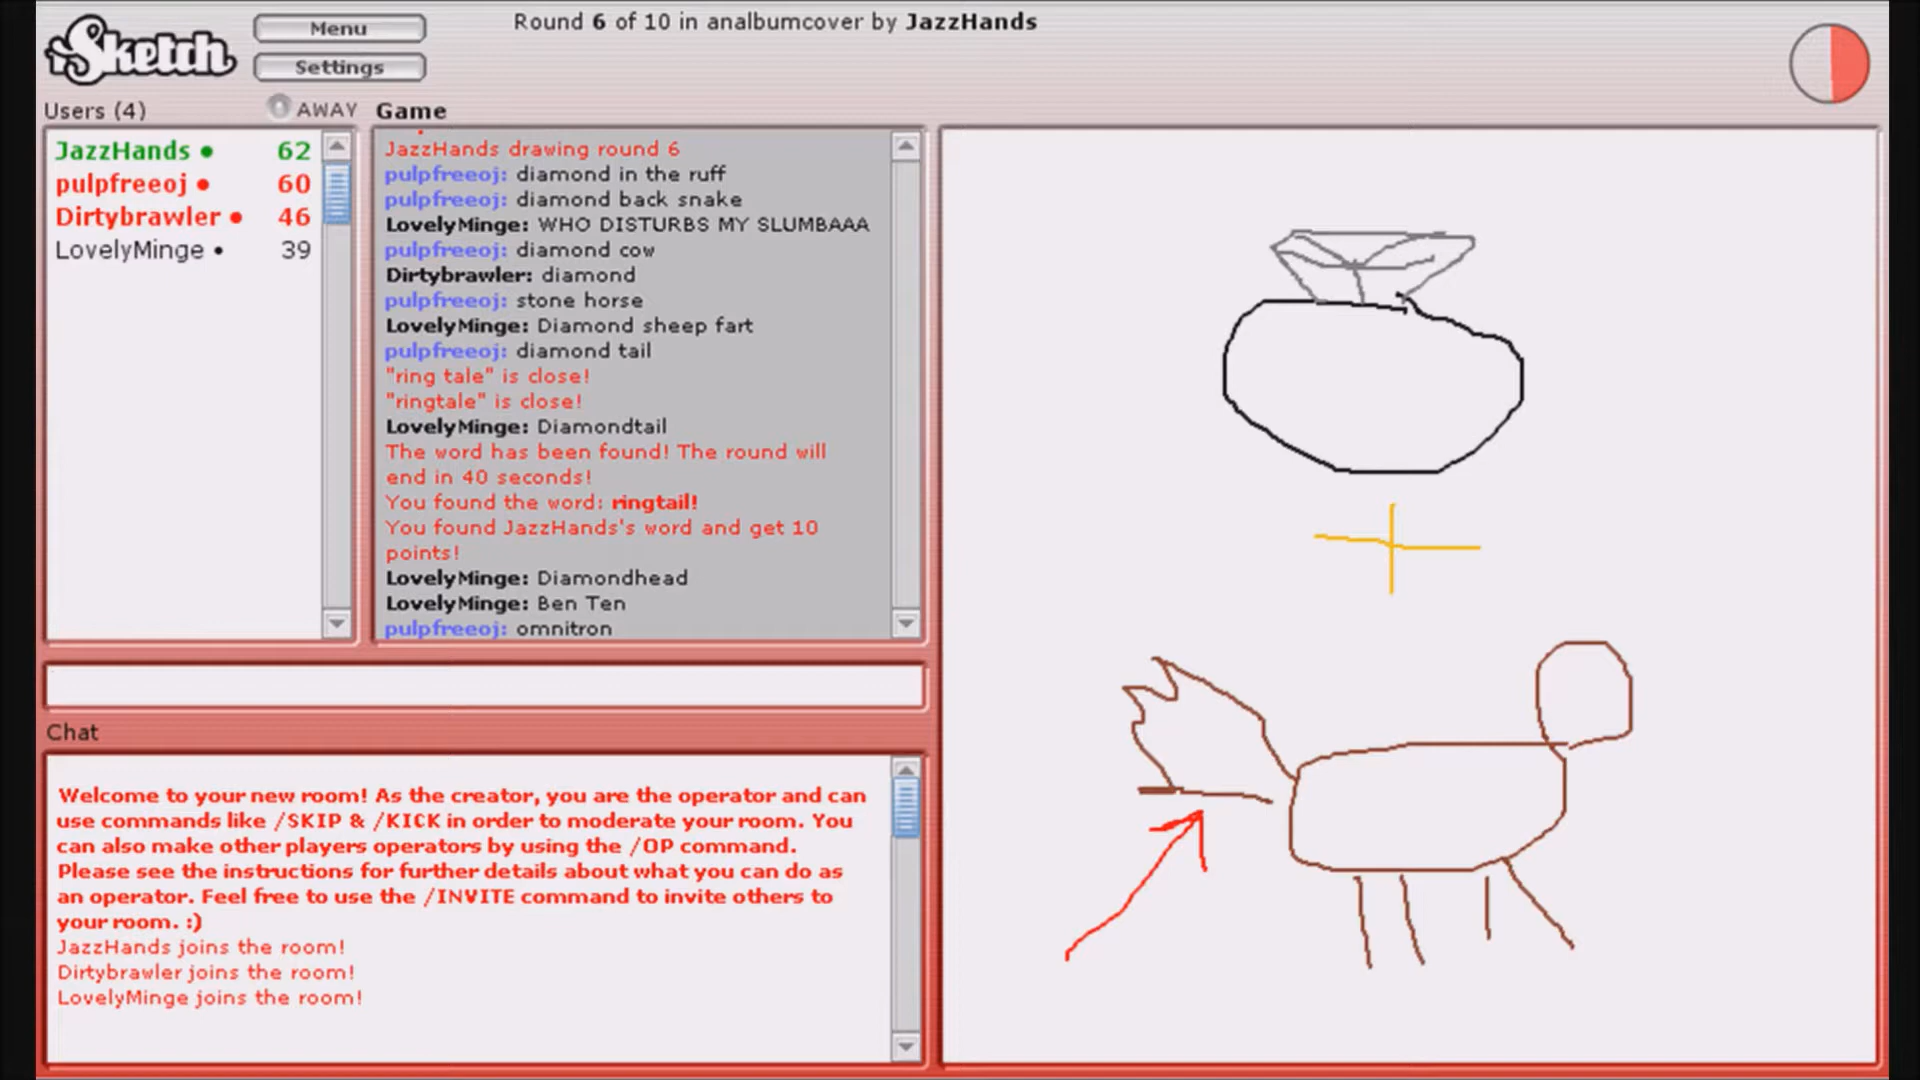 iSketch
Menu
Settings
Round 6 of 10 in analbumcover by JazzHands
Users (4)
AWAY
JazzHands • 62
pulpfreeoj • 60
Dirtybrawler • 46
LovelyMinge • 39
Game
JazzHands drawing round 6
pulpfreeoj: diamond in the ruff
pulpfreeoj: diamond back snake
LovelyMinge: WHO DISTURBS MY SLUMBAAA
pulpfreeoj: diamond cow
Dirtybrawler: diamond
pulpfreeoj: stone horse
LovelyMinge: Diamond sheep fart
pulpfreeoj: diamond tail
"ring tale" is close!
"ringtale" is close!
LovelyMinge: Diamondtail
The word has been found! The round will
end in 40 seconds!
You found the word: ringtail!
You found JazzHands's word and get 10
points!
LovelyMinge: Diamondhead
LovelyMinge: Ben Ten
pulpfreeoj: omnitron
Chat
Welcome to your new room! As the creator, you are the operator and can
use commands like /SKIP & /KICK in order to moderate your room. You
can also make other players operators by using the /OP command.
Please see the instructions for further details about what you can do as
an operator. Feel free to use the /INVITE command to invite others to
your room. :)
JazzHands joins the room!
Dirtybrawler joins the room!
LovelyMinge joins the room!